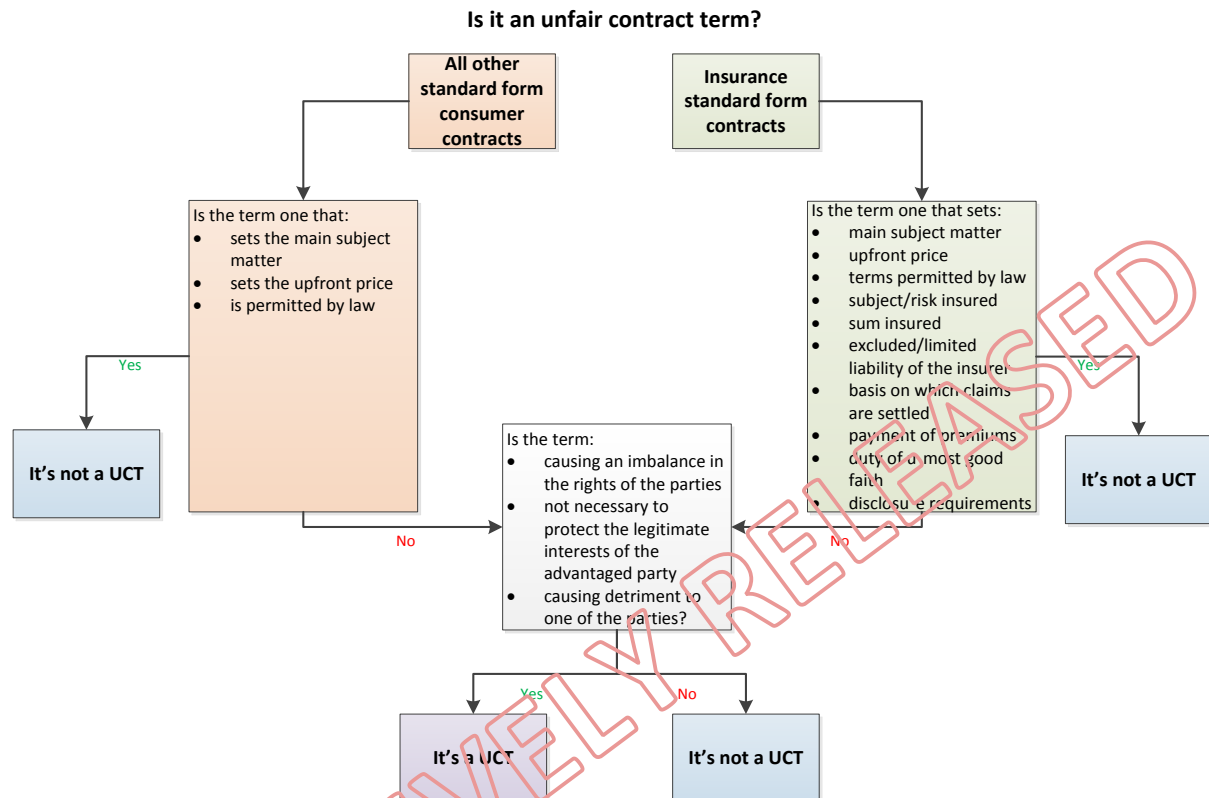 Is it an unfair contract term?
All other
standard form
consumer
contracts
Insurance
standard form
contracts
Is the term one that:
• sets the main subject
matter
• sets the upfront price
• is permitted by law
Is the term one that sets:
• main subject matter
• upfront price
• terms permitted by law
• subject/risk insured
• sum insured
• excluded/limited
liability of the insurer
• basis on which claims
are settled
• payment of premiums
• duty of utmost good
faith
• disclosure requirements
Yes
Yes
It's not a UCT
It's not a UCT
Is the term:
• causing an imbalance in
the rights of the parties
• not necessary to
protect the legitimate
interests of the
advantaged party
• causing detriment to
one of the parties?
No
No
Yes
No
It's a UCT
It's not a UCT
VELY RELEASED